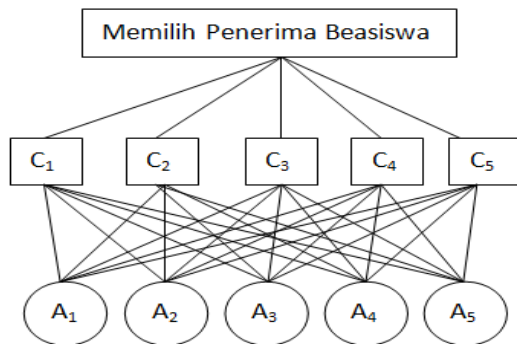 Memilih Penerima Beasiswa
C₁ C₂ C₃ C₄ C₅
A₁ A₂ A₃ A₄ A₅